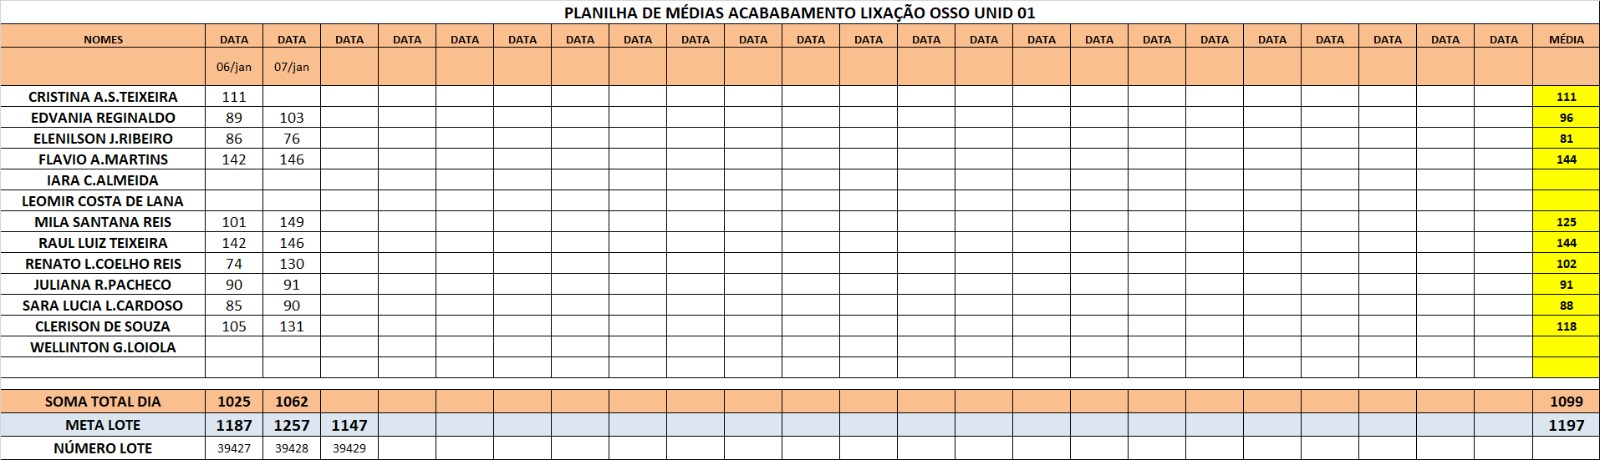 PLANILHA DE MÉDIAS ACABABAMENTO LIXAÇÃO OSSO UNID 01
NOMES DATA DATA DATA DATA DATA DATA DATA DATA DATA DATA DATA DATA DATA DATA DATA DATA DATA DATA DATA DATA DATA DATA DATA MÉDIA
06/jan 07/jan
CRISTINA A.S.TEIXEIRA 111 111
EDVANIA REGINALDO 89 103 96
ELENILSON J.RIBEIRO 86 76 81
FLAVIO A.MARTINS 142 146 144
IARA C.ALMEIDA
LEOMIR COSTA DE LANA
MILA SANTANA REIS 101 149 125
RAUL LUIZ TEIXEIRA 142 146 144
RENATO L.COELHO REIS 74 130 102
JULIANA R.PACHECO 90 91 91
SARA LUCIA L.CARDOSO 85 90 88
CLERISON DE SOUZA 105 131 118
WELLINTON G.LOIOLA
SOMA TOTAL DIA 1025 1062 1099
META LOTE 1187 1257 1147 1197
NÚMERO LOTE 39427 39428 39429